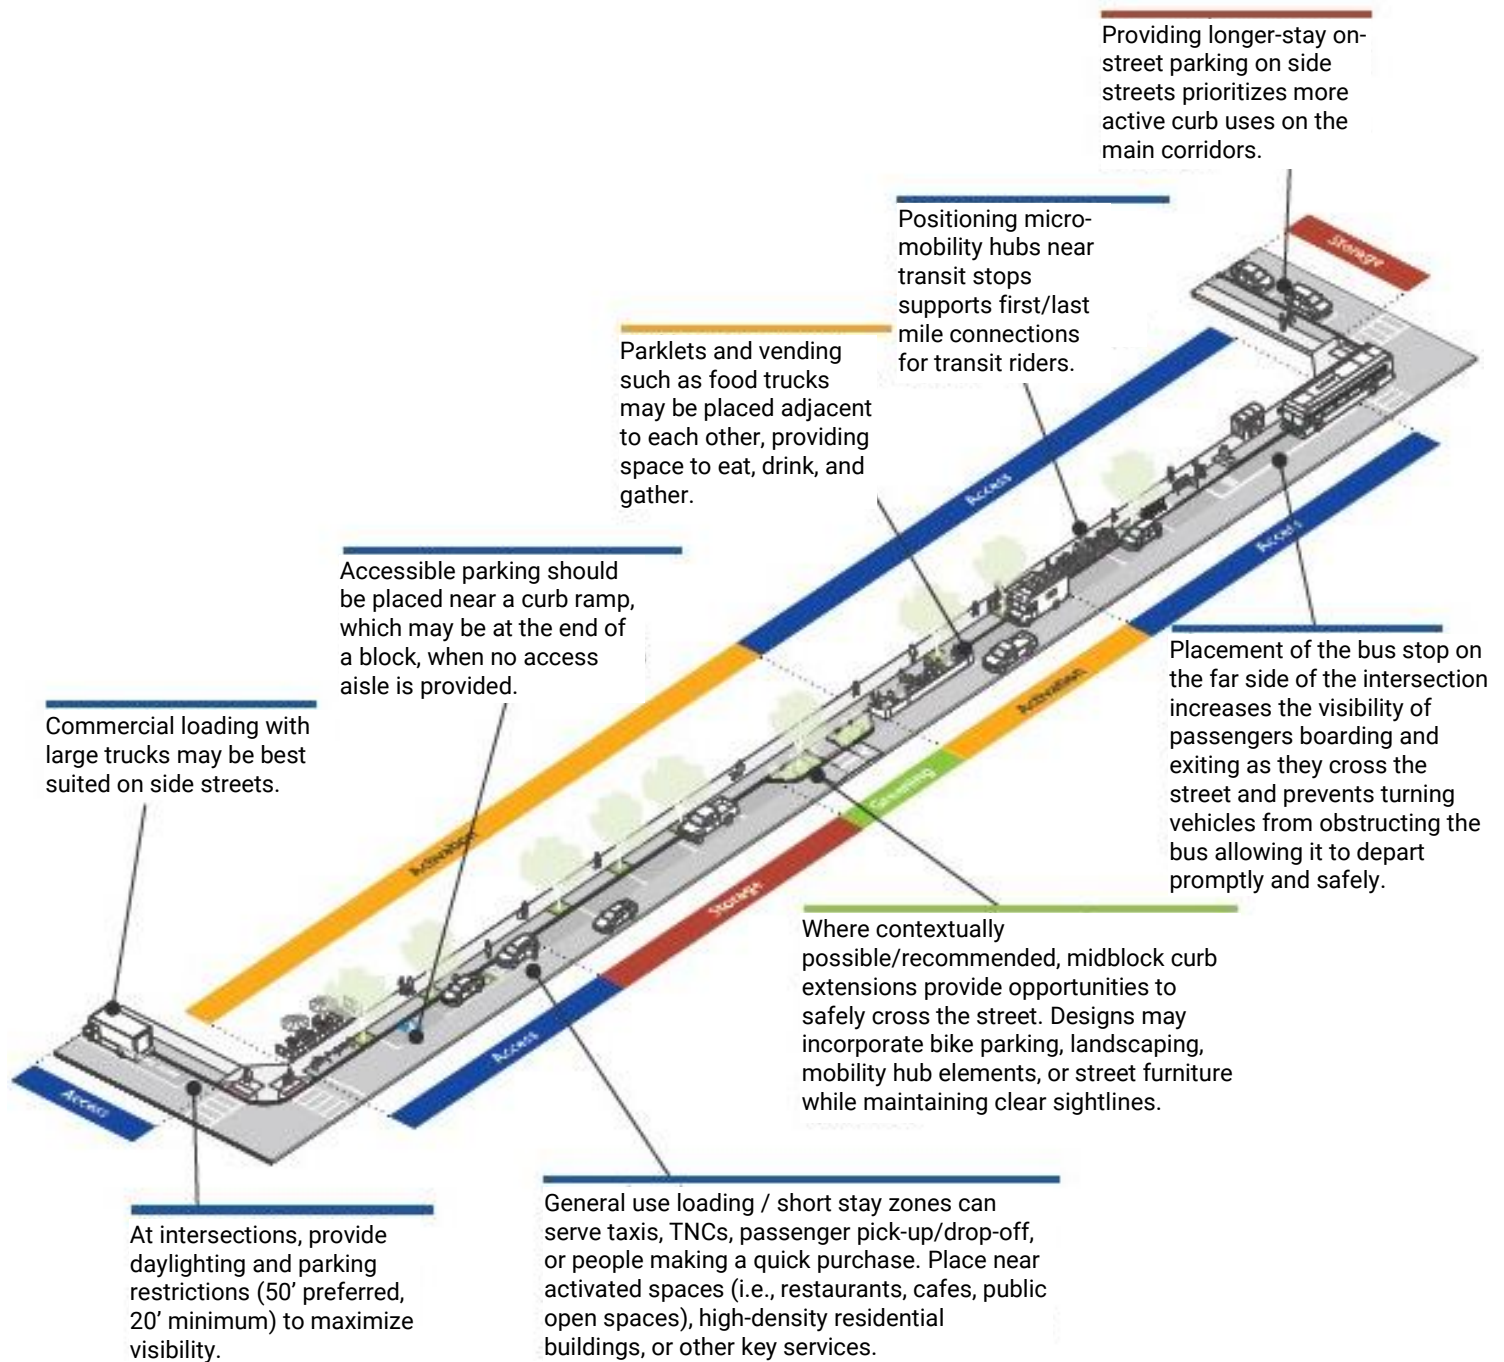 Providing longer-stay on-
street parking on side
streets prioritizes more
active curb uses on the
main corridors.
Storage
Positioning micro-
mobility hubs near
transit stops
supports first/last
mile connections
for transit riders.
Parklets and vending
such as food trucks
may be placed adjacent
to each other, providing
space to eat, drink, and
gather.
Access
Access
Accessible parking should
be placed near a curb ramp,
which may be at the end of
a block, when no access
aisle is provided.
Placement of the bus stop on
the far side of the intersection
increases the visibility of
passengers boarding and
exiting as they cross the
street and prevents turning
vehicles from obstructing the
bus allowing it to depart
promptly and safely.
Activation
Commercial loading with
large trucks may be best
suited on side streets.
Greening
Activation
Storage
Where contextually
possible/recommended, midblock curb
extensions provide opportunities to
safely cross the street. Designs may
incorporate bike parking, landscaping,
mobility hub elements, or street furniture
while maintaining clear sightlines.
Access
Access
At intersections, provide
daylighting and parking
restrictions (50’ preferred,
20’ minimum) to maximize
visibility.
General use loading / short stay zones can
serve taxis, TNCs, passenger pick-up/drop-off,
or people making a quick purchase. Place near
activated spaces (i.e., restaurants, cafes, public
open spaces), high-density residential
buildings, or other key services.